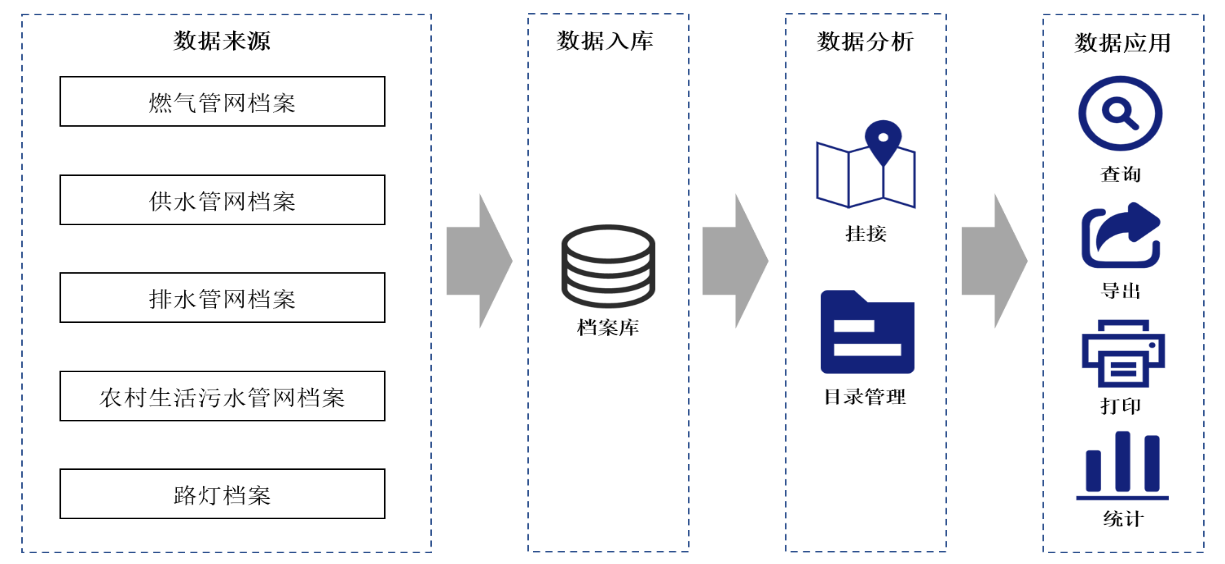 数据来源
燃气管网档案
供水管网档案
排水管网档案
农村生活污水管网档案
路灯档案
数据入库
档案库
数据分析
挂接
目录管理
数据应用
查询
导出
打印
统计